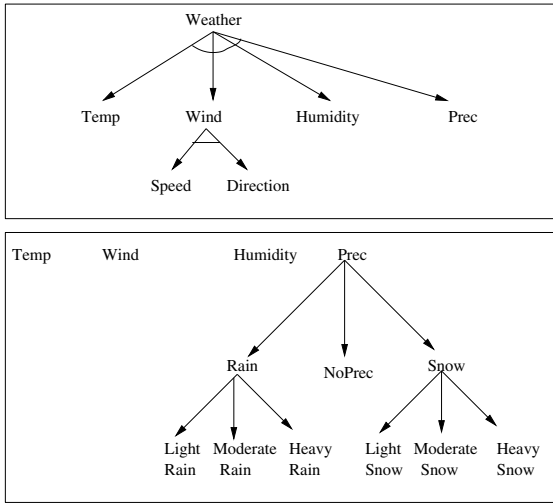 Weather
Temp Wind Humidity Prec
Speed Direction
Temp Wind Humidity Prec
Rain NoPrec Snow
Light Moderate Heavy Light Moderate Heavy
Rain Rain Rain Snow Snow Snow